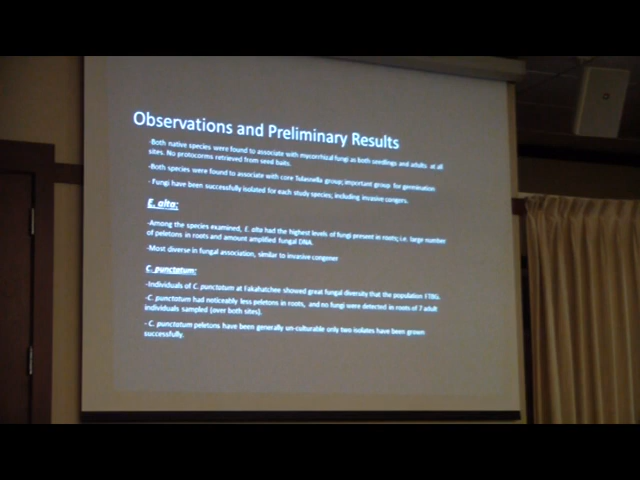 Observations and Preliminary Results
-Both native species were found to associate with mycorrhizal fungi as both seedlings and adults at all
sites. No protocorms retrieved from seed baits.
-Both species were found to associate with core Tulasnella group; important group for germination
- Fungi have been successfully isolated for each study species; including invasive congers.
E. alta:
-Among the species examined, E. alta had the highest levels of fungi present in roots; i.e. large number
of peletons in roots and amount amplified fungal DNA.
-Most diverse in fungal association, similar to invasive congener
C. punctatum:
-Individuals of C. punctatum at Fakahatchee showed great fungal diversity that the population ETBG.
-C. punctatum had noticeably less peletons in roots, and no fungi were detected in roots of 7 adult
individuals sampled (over both sites).
- C. punctatum peletons have been generally un-culturable only two isolates have been grown
successfully.